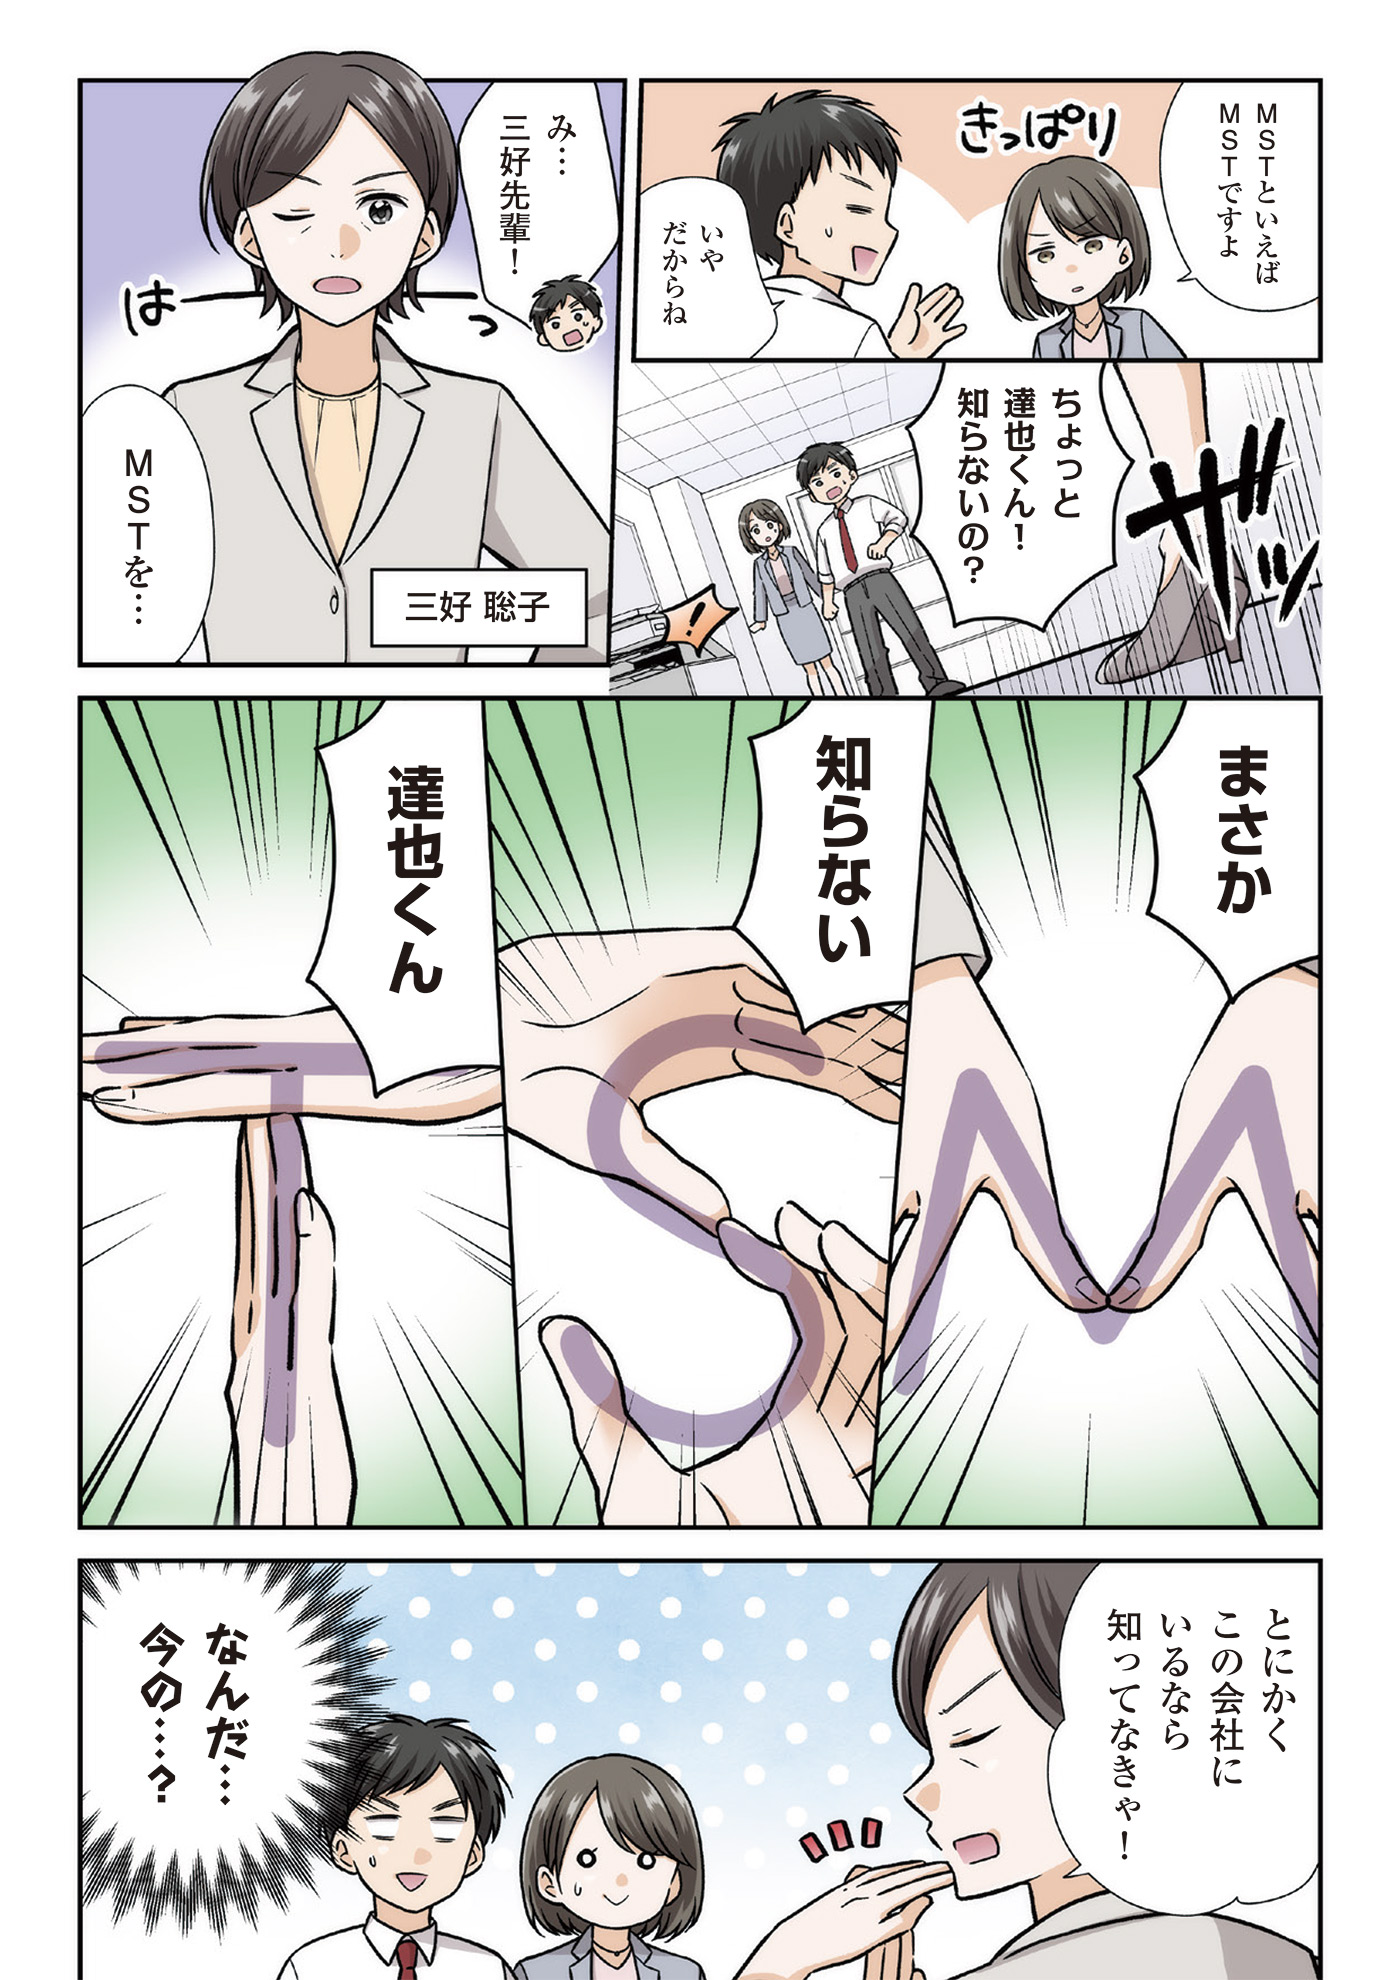 MSTといえば
MSTですよ
きっぱり
いや
だからね
ちょっと
達也くん！
知らないの？
ザッ
！
み…
三好先輩！
はーーっ
MSTを…
三好 聡子
まさか
知らない
達也くん
とにかく
この会社に
いるなら
知ってなきゃ！
なんだ…
今の…？